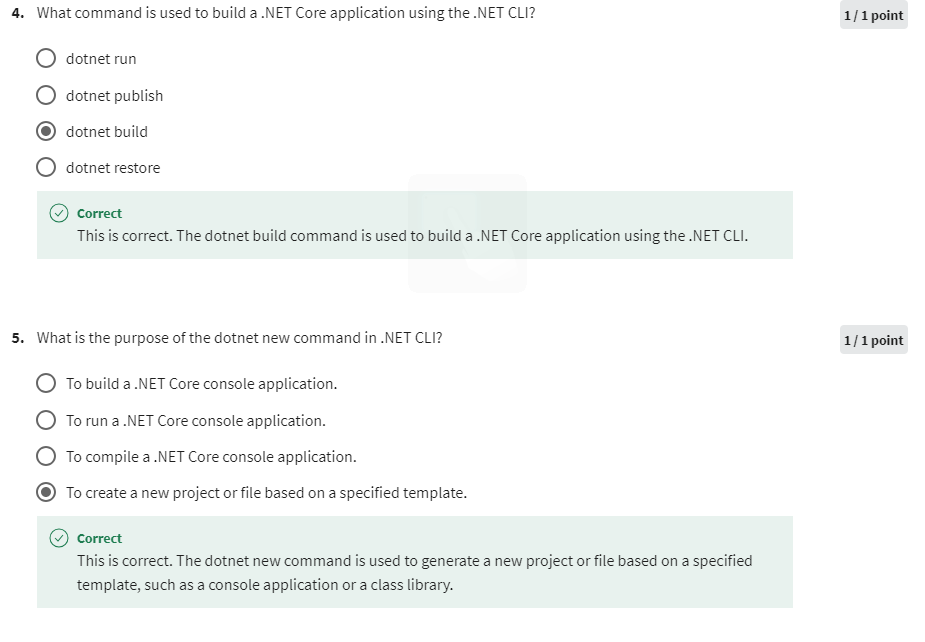 4. What command is used to build a .NET Core application using the .NET CLI?
1 / 1 point
dotnet run
dotnet publish
dotnet build
dotnet restore
Correct
This is correct. The dotnet build command is used to build a .NET Core application using the .NET CLI.
5. What is the purpose of the dotnet new command in .NET CLI?
1 / 1 point
To build a .NET Core console application.
To run a .NET Core console application.
To compile a .NET Core console application.
To create a new project or file based on a specified template.
Correct
This is correct. The dotnet new command is used to generate a new project or file based on a specified
template, such as a console application or a class library.